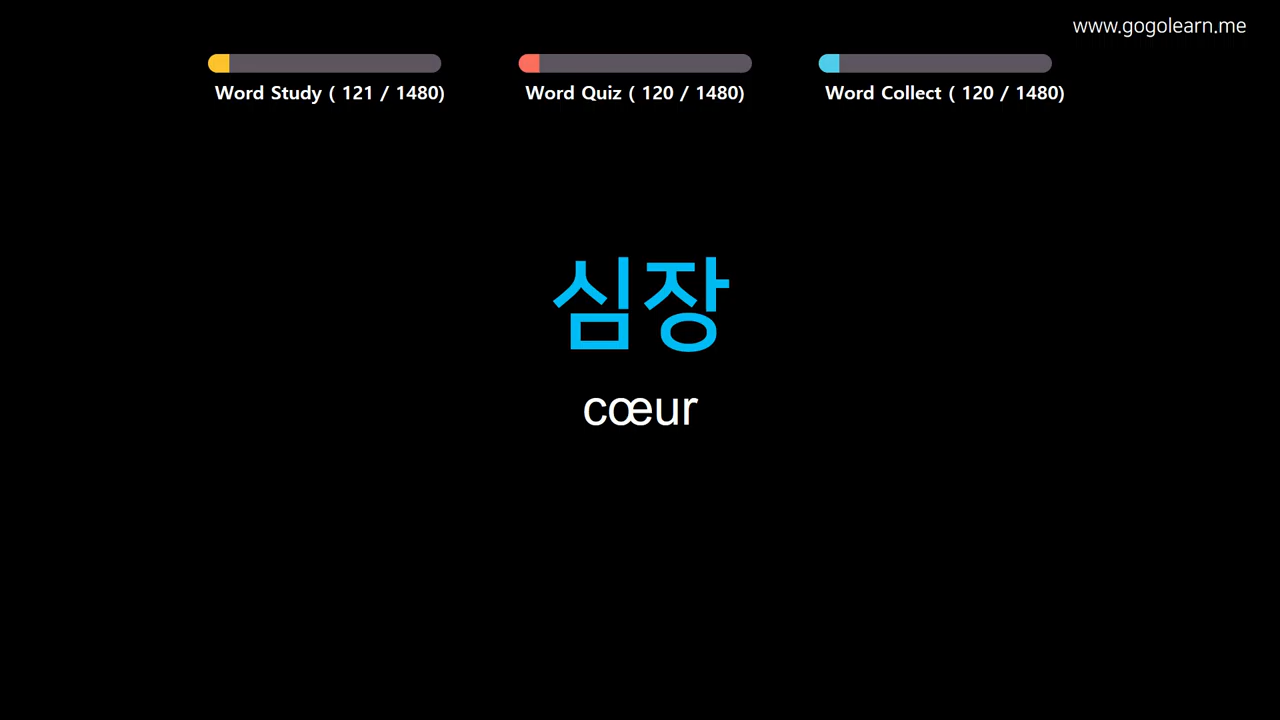 www.gogolearn.me
Word Study ( 121 / 1480)
Word Quiz ( 120 / 1480)
Word Collect ( 120 / 1480)
심장
cœur